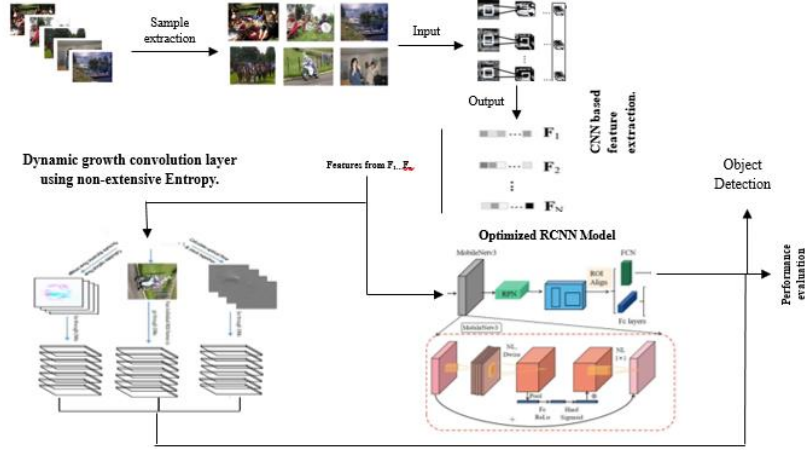 Sample
extraction
Input
Output
CNN based
feature
extraction.
F1
F2
FN
Dynamic growth convolution layer
using non-extensive Entropy.
Features from F1...Fn
Object
Detection
Optimized RCNN Model
MobileNetv3
FCN
RPN
ROI
Align
Fc layers
Performance
evaluation
MobileNetv3
NL
Dwise
NL
Pool
Fc
ReLu
Hard
Sigmoid